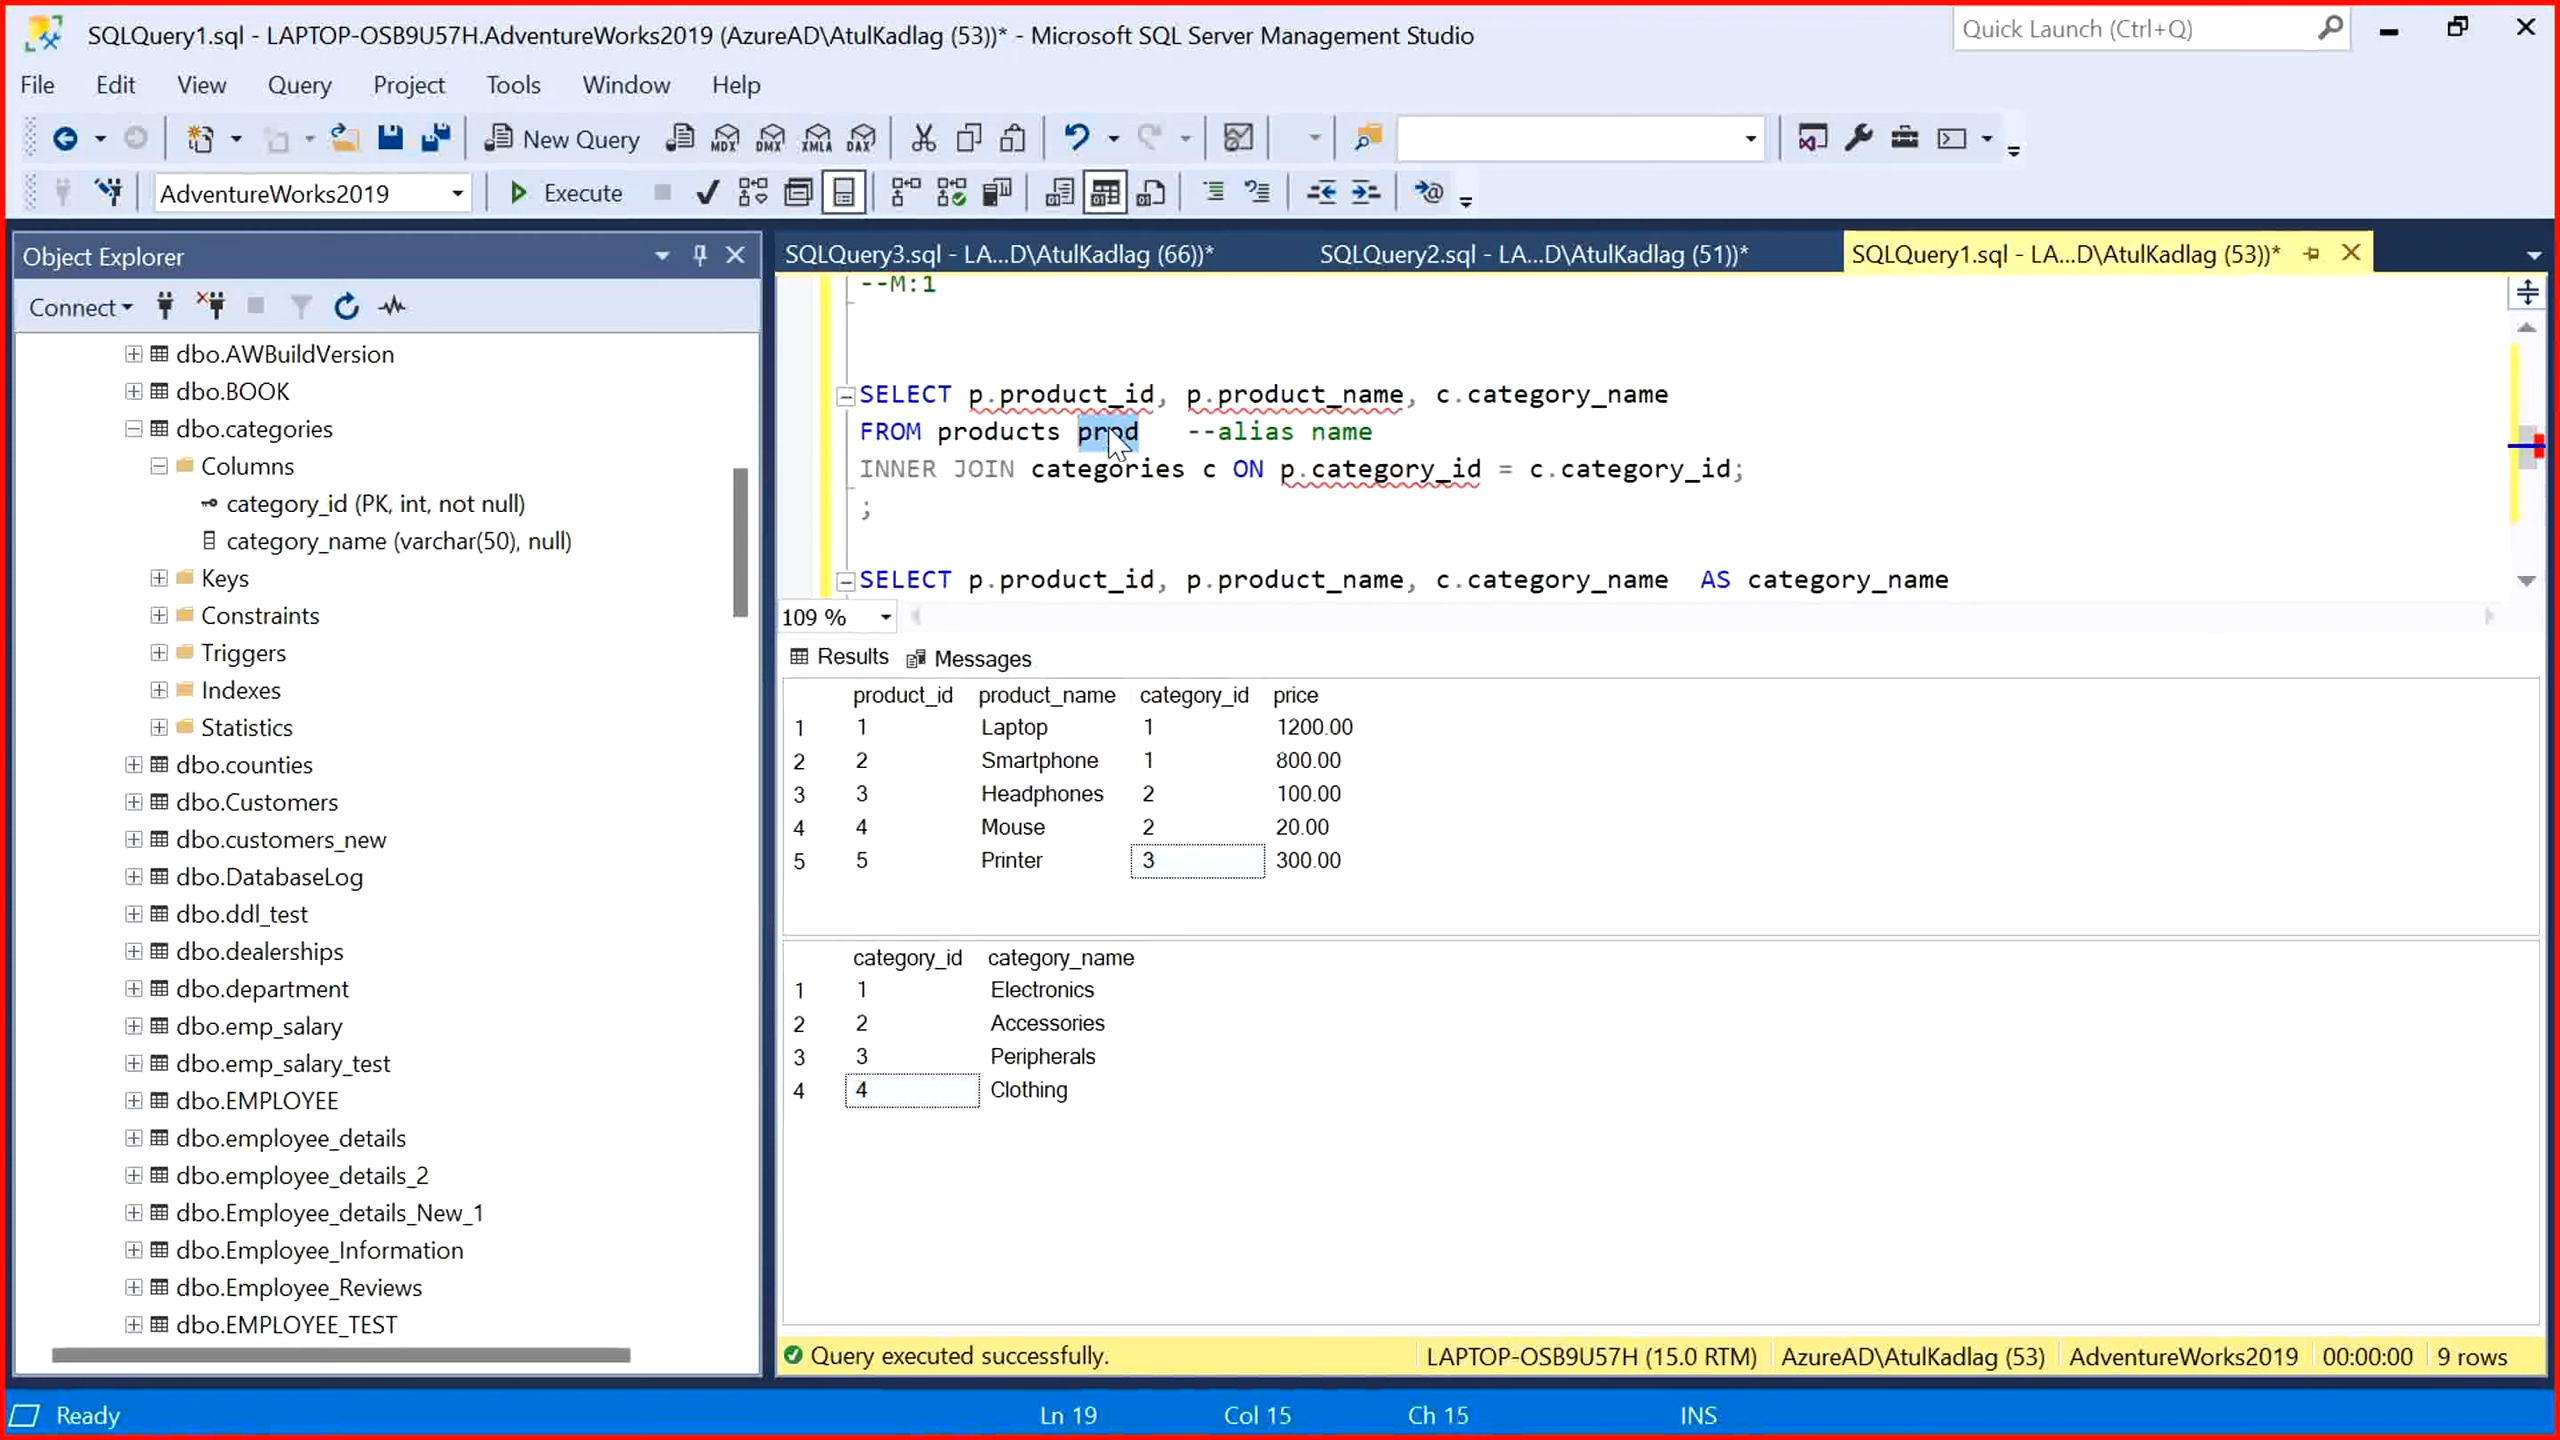 SQLQuery1.sql - LAPTOP-OSB9U57H.AdventureWorks2019 (AzureAD\AtulKadlag (53))* - Microsoft SQL Server Management Studio
Quick Launch (Ctrl+Q)
File Edit View Query Project Tools Window Help
New Query MDX DMX XMLA DAX
AdventureWorks2019 Execute
Object Explorer
Connect
dbo.AWBuildVersion
dbo.BOOK
dbo.categories
Columns
category_id (PK, int, not null)
category_name (varchar(50), null)
Keys
Constraints
Triggers
Indexes
Statistics
dbo.counties
dbo.Customers
dbo.customers_new
dbo.DatabaseLog
dbo.ddl_test
dbo.dealerships
dbo.department
dbo.emp_salary
dbo.emp_salary_test
dbo.EMPLOYEE
dbo.employee_details
dbo.employee_details_2
dbo.Employee_details_New_1
dbo.Employee_Information
dbo.Employee_Reviews
dbo.EMPLOYEE_TEST
SQLQuery3.sql - LA...D\AtulKadlag (66))* SQLQuery2.sql - LA...D\AtulKadlag (51))* SQLQuery1.sql - LA...D\AtulKadlag (53))*
--M:1
SELECT p.product_id, p.product_name, c.category_name
FROM products prod --alias name
INNER JOIN categories c ON p.category_id = c.category_id;
;
SELECT p.product_id, p.product_name, c.category_name AS category_name
109 %
Results Messages
product_id product_name category_id price
1 1 Laptop 1 1200.00
2 2 Smartphone 1 800.00
3 3 Headphones 2 100.00
4 4 Mouse 2 20.00
5 5 Printer 3 300.00
category_id category_name
1 1 Electronics
2 2 Accessories
3 3 Peripherals
4 4 Clothing
Query executed successfully. LAPTOP-OSB9U57H (15.0 RTM) AzureAD\AtulKadlag (53) AdventureWorks2019 00:00:00 9 rows
Ready Ln 19 Col 15 Ch 15 INS